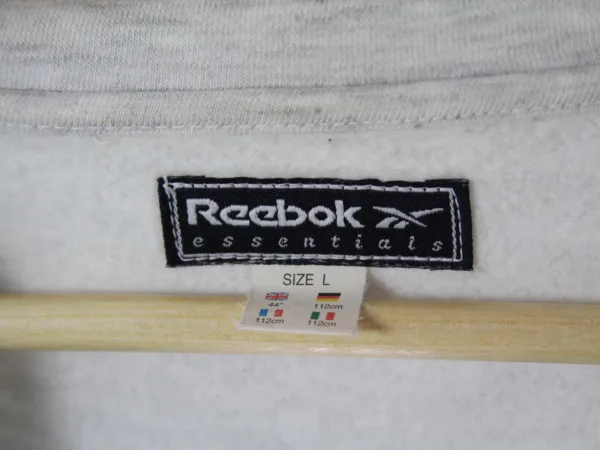 Reebok
essentials
SIZE L
44" 112cm
112cm 112cm